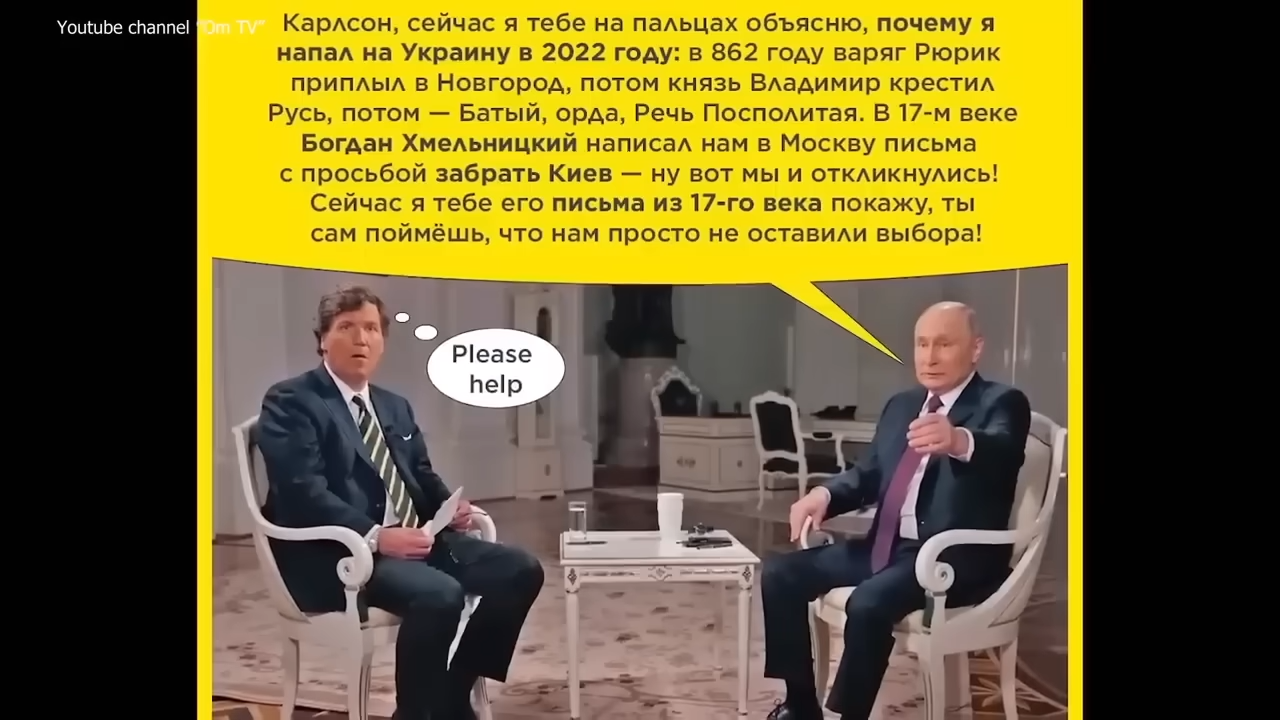 Youtube channel "Om TV"
Карлсон, сейчас я тебе на пальцах объясню, почему я
напал на Украину в 2022 году: в 862 году варяг Рюрик
приплыл в Новгород, потом князь Владимир крестил
Русь, потом — Батый, орда, Речь Посполитая. В 17-м веке
Богдан Хмельницкий написал нам в Москву письма
с просьбой забрать Киев — ну вот мы и откликнулись!
Сейчас я тебе его письма из 17-го века покажу, ты
сам поймёшь, что нам просто не оставили выбора!
Please
help